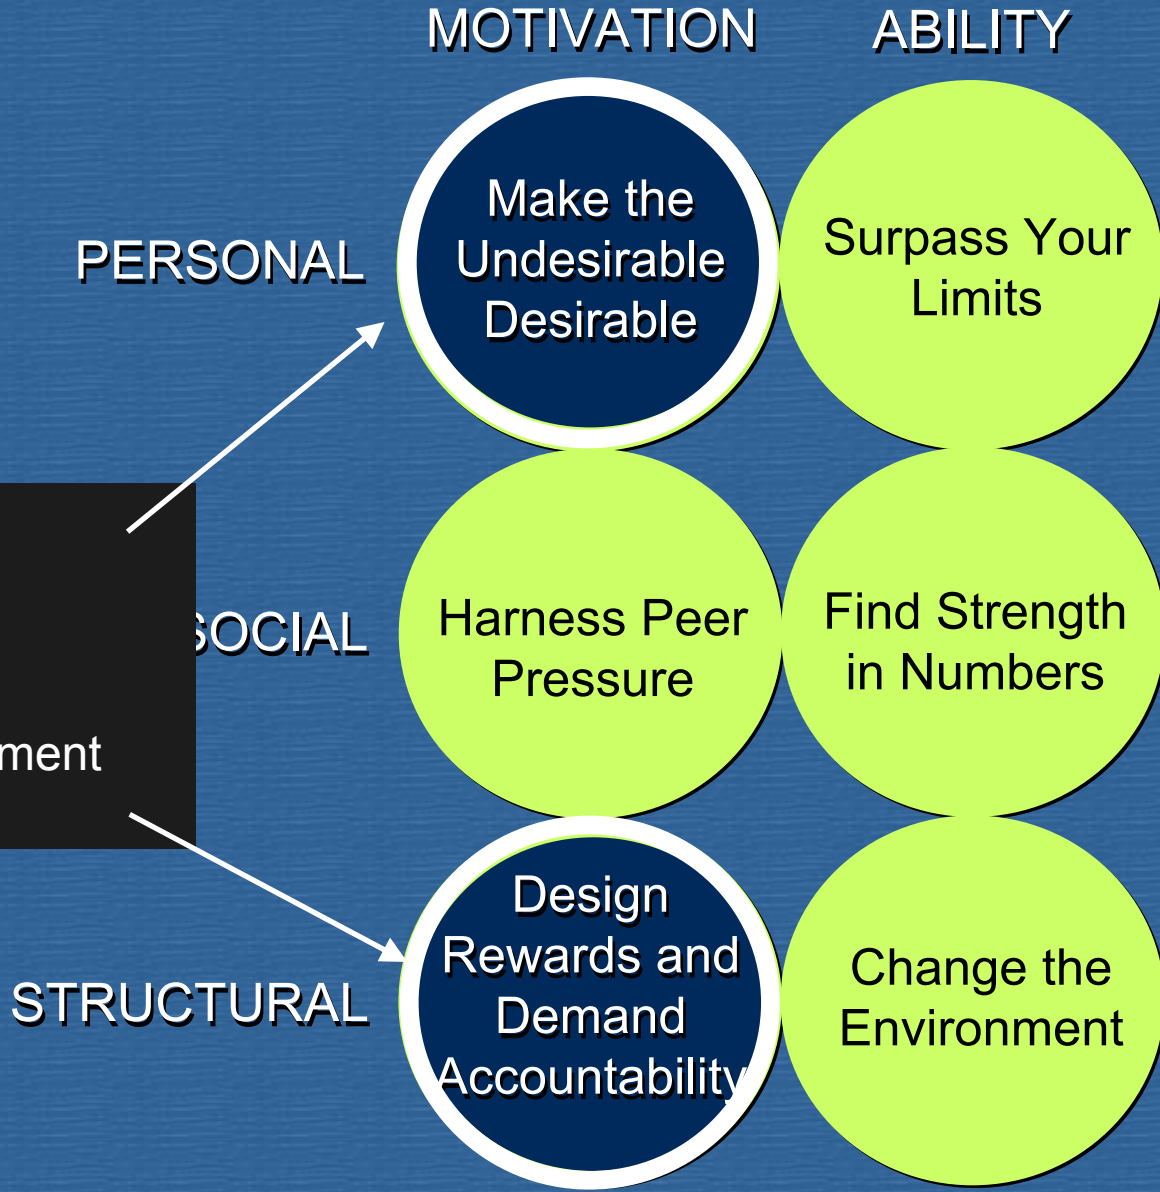 MOTIVATION ABILITY
PERSONAL
Make the
Undesirable
Desirable
Surpass Your
Limits
SOCIAL
Harness Peer
Pressure
Find Strength
in Numbers
STRUCTURAL
Design
Rewards and
Demand
Accountability
Change the
Environment